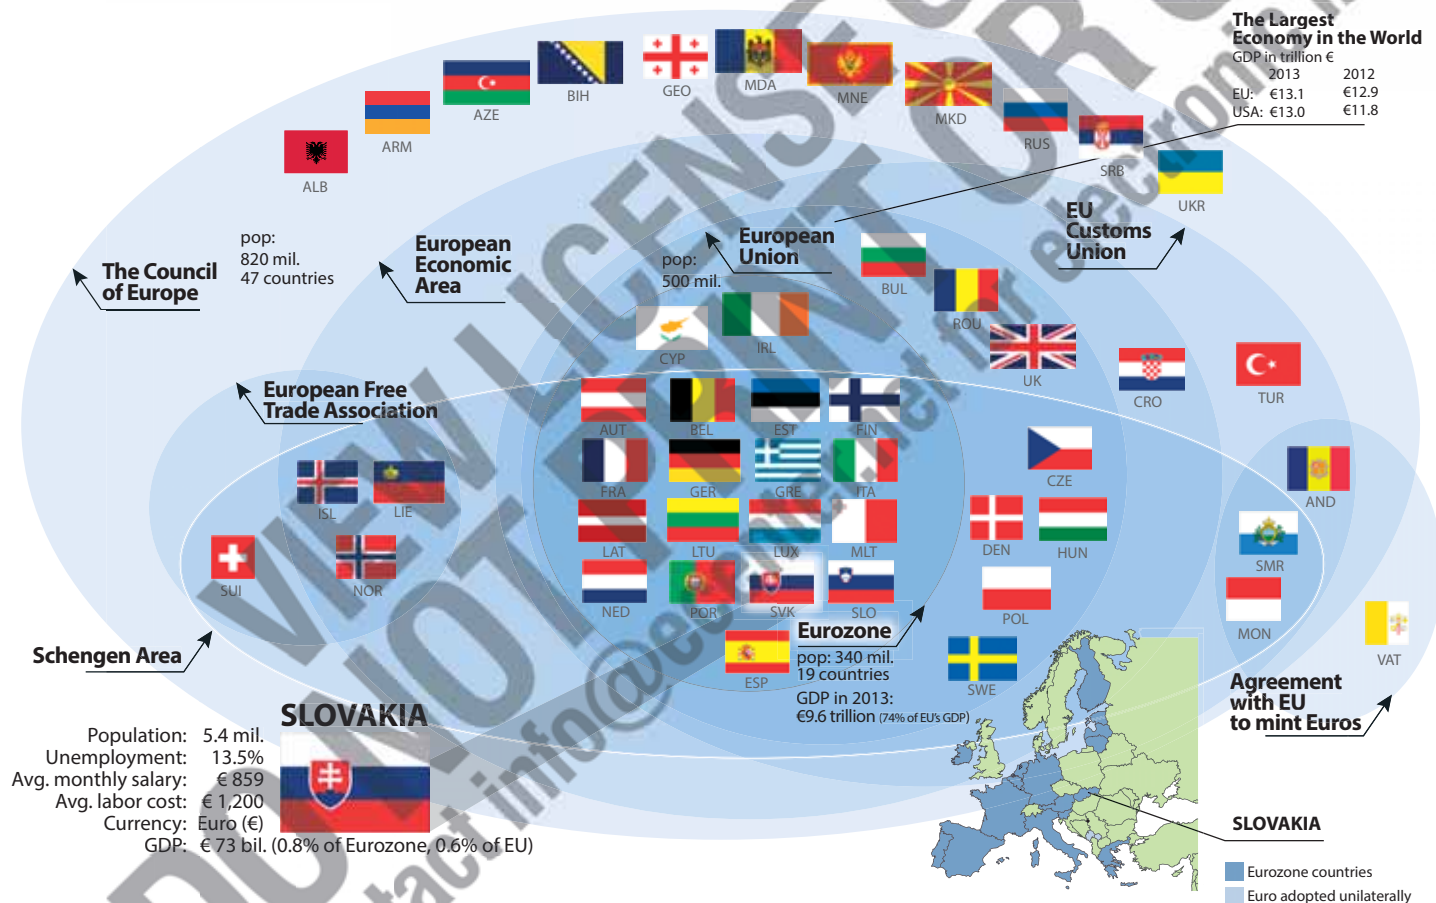 The Largest
Economy in the World
GDP in trillion €
2013 2012
EU: €13.1 €12.9
USA: €13.0 €11.8
ALB
ARM
AZE
BIH
GEO
MDA
MNE
MKD
RUS
SRB
UKR
The Council
of Europe
pop:
820 mil.
47 countries
European
Economic
Area
pop:
500 mil.
European
Union
EU
Customs
Union
BUL
ROU
UK
CRO
TUR
CYP
IRL
European Free
Trade Association
AUT
BEL
EST
FIN
FRA
GER
GRE
ITA
LAT
LTU
LUX
MLT
NED
POR
SVK
SLO
ESP
ISL
LIE
SUI
NOR
CZE
DEN
HUN
POL
SWE
AND
SMR
MON
VAT
Schengen Area
Eurozone
pop: 340 mil.
19 countries
GDP in 2013:
€9.6 trillion (74% of EU's GDP)
Agreement
with EU
to mint Euros
SLOVAKIA
Population: 5.4 mil.
Unemployment: 13.5%
Avg. monthly salary: € 859
Avg. labor cost: € 1,200
Currency: Euro (€)
GDP: € 73 bil. (0.8% of Eurozone, 0.6% of EU)
SLOVAKIA
Eurozone countries
Euro adopted unilaterally
VIEW LICENSE
DO NOT PRINT OR